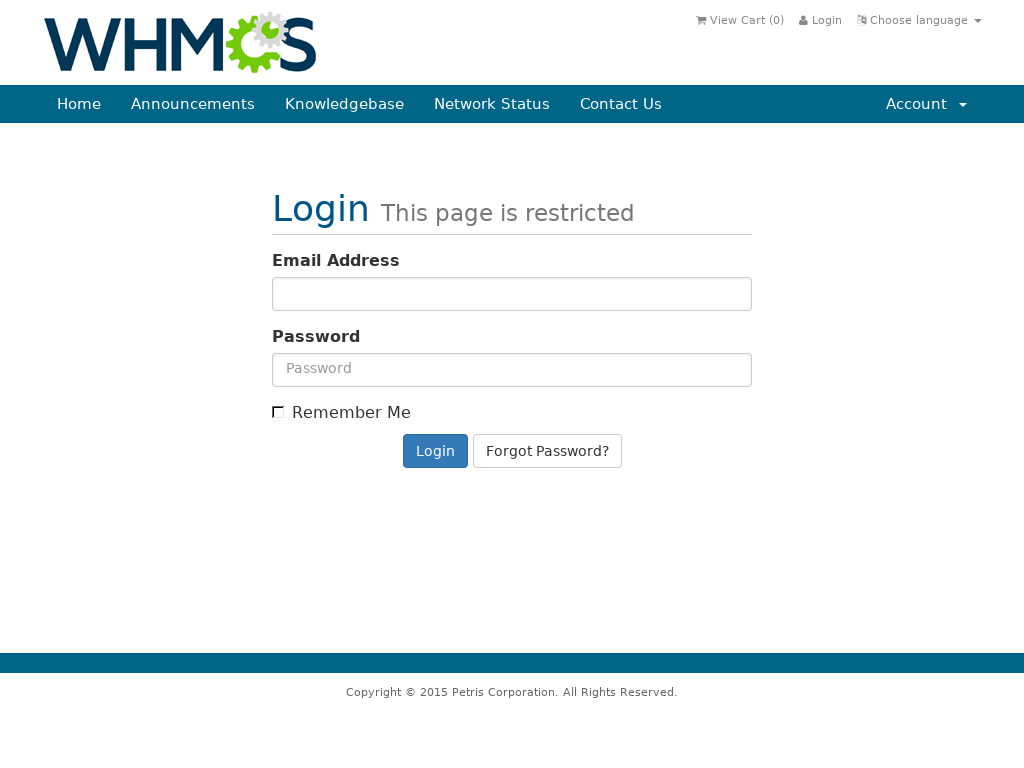 WHMCS
View Cart (0) Login Choose language
Home Announcements Knowledgebase Network Status Contact Us Account
Login This page is restricted
Email Address
Password
Password
Remember Me
Login Forgot Password?
Copyright © 2015 Petris Corporation. All Rights Reserved.